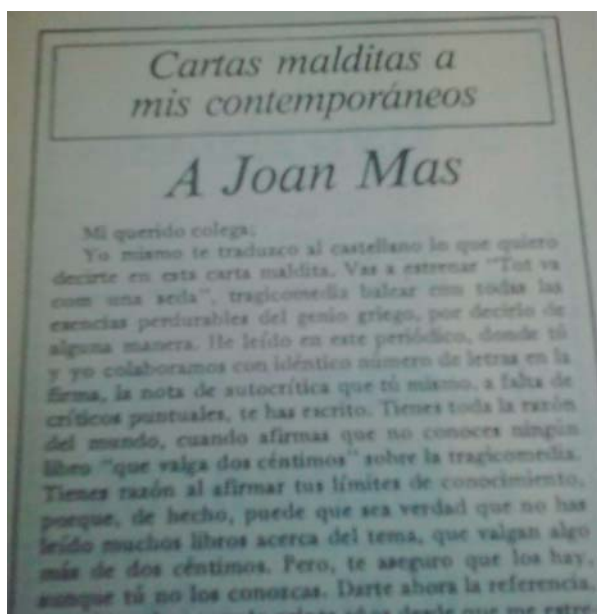 Cartas malditas a
mis contemporáneos
A Joan Mas
Mi querido colega:
Yo mismo te traduzco al castellano lo que quiero
decirte en esta carta maldita. Vas a estrenar "Tot va
com una seda", tragicomedia balear con todas las
esencias perdurables del genio griego, por decirlo de
alguna manera. He leído en este periódico, donde tú
y yo colaboramos con idéntico número de letras en la
firma, la nota de autocrítica que tú mismo, a falta de
críticos puntuales, te has escrito. Tienes toda la razón
del mundo, cuando afirmas que no conoces ningún
libro "que valga dos céntimos" sobre la tragicomedia.
Tienes razón al afirmar tus límites de conocimiento,
porque, de hecho, puede que sea verdad que no has
leído muchos libros acerca del tema, que valgan algo
más de dos céntimos. Pero, te aseguro que los hay,
aunque tú no los conozcas. Darte ahora la referencia,
desde que me estre